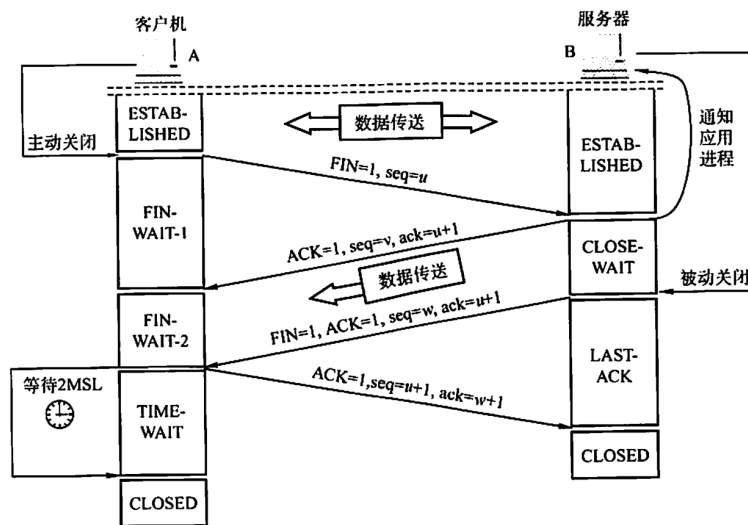 客户机
服务器
A
B
ESTAB-
LISHED
数据传送
通知
应用
进程
主动关闭
ESTAB-
LISHED
FIN=1, seq=u
FIN-
WAIT-1
ACK=1, seq=v, ack=u+1
CLOSE-
WAIT
数据传送
被动关闭
FIN-
WAIT-2
FIN=1, ACK=1, seq=w, ack=u+1
LAST-
ACK
等待2MSL
ACK=1,seq=u+1, ack=w+1
TIME-
WAIT
CLOSED
CLOSED